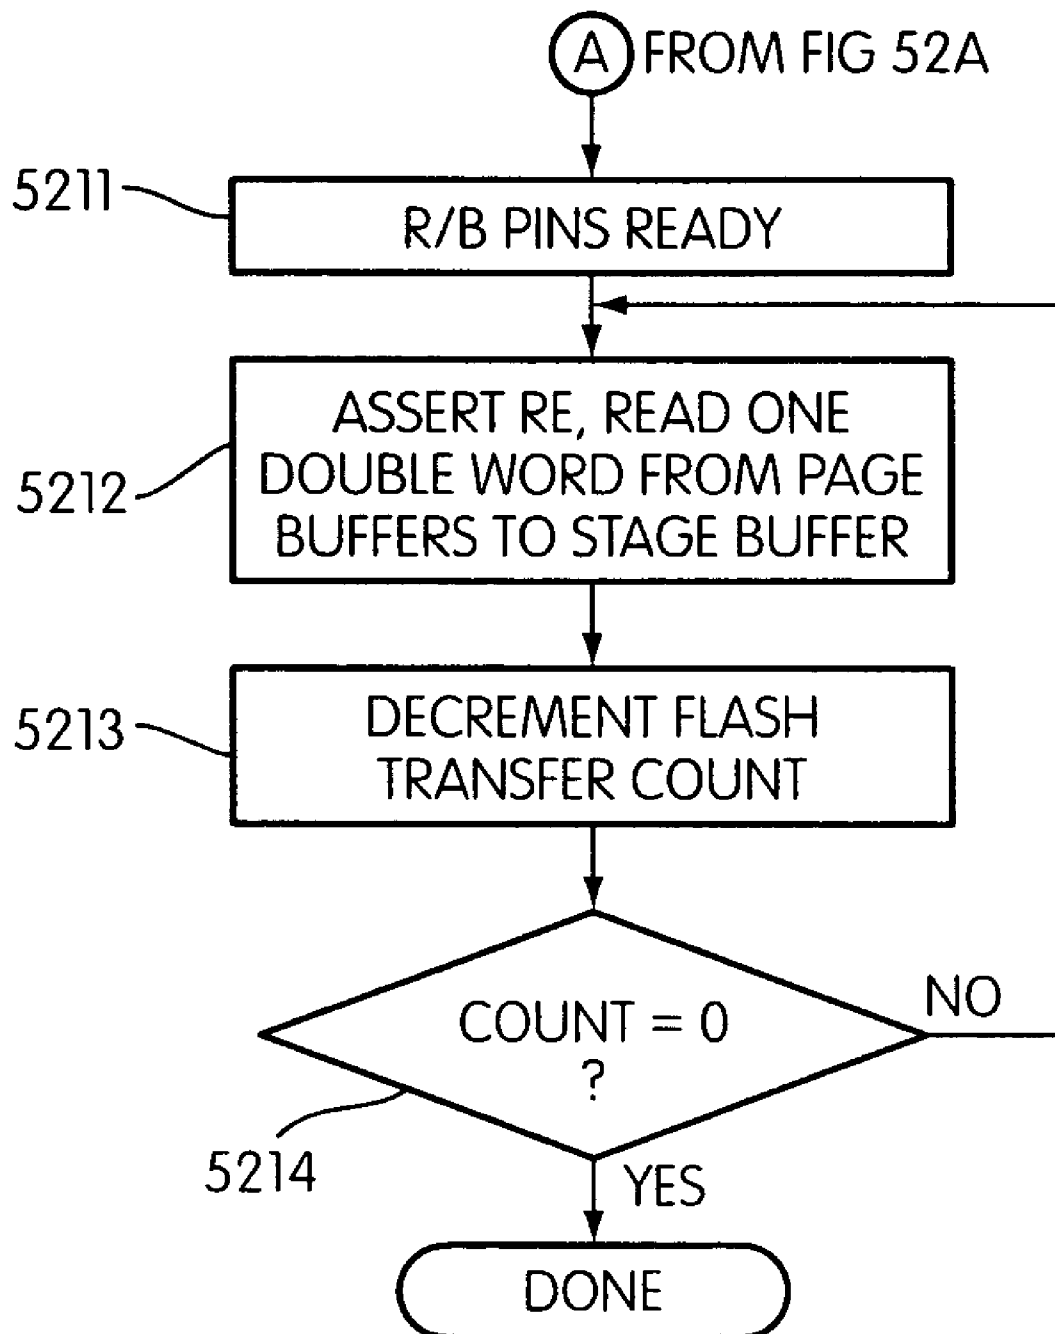 A FROM FIG 52A
5211
R/B PINS READY
ASSERT RE, READ ONE
DOUBLE WORD FROM PAGE
BUFFERS TO STAGE BUFFER
5212
DECREMENT FLASH
TRANSFER COUNT
5213
COUNT = 0
?
NO
5214
YES
DONE